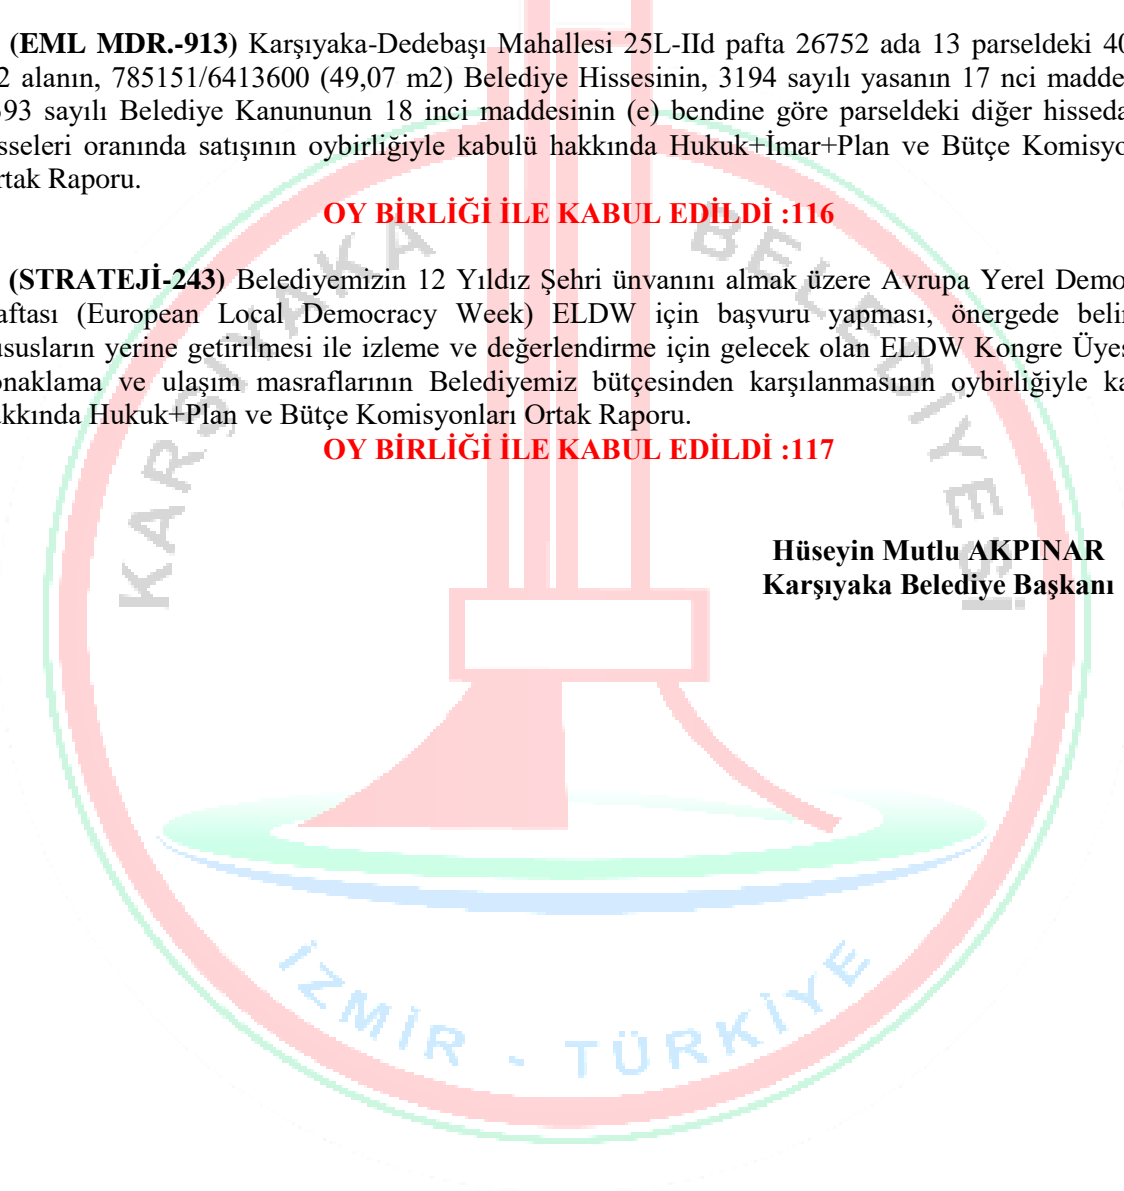 (EML MDR.-913) Karşıyaka-Dedebaşı Mahallesi 25L-IId pafta 26752 ada 13 parseldeki 40
2 alanın, 785151/6413600 (49,07 m2) Belediye Hissesinin, 3194 sayılı yasanın 17 nci madde
93 sayılı Belediye Kanununun 18 inci maddesinin (e) bendine göre parseldeki diğer hisseda
sseleri oranında satışının oybirliğiyle kabulü hakkında Hukuk+İmar+Plan ve Bütçe Komisyo
rtak Raporu.
OY BİRLİĞİ İLE KABUL EDİLDİ :116
(STRATEJİ-243) Belediyemizin 12 Yıldız Şehri ünvanını almak üzere Avrupa Yerel Demo
aftası (European Local Democracy Week) ELDW için başvuru yapması, önergede belir
ususların yerine getirilmesi ile izleme ve değerlendirme için gelecek olan ELDW Kongre Üyes
onaklama ve ulaşım masraflarının Belediyemiz bütçesinden karşılanmasının oybirliğiyle ka
akkında Hukuk+Plan ve Bütçe Komisyonları Ortak Raporu.
OY BİRLİĞİ İLE KABUL EDİLDİ :117
Hüseyin Mutlu AKPINAR
Karşıyaka Belediye Başkanı
KARŞIYAKA BELEDİYESİ
İZMİR - TÜRKİYE